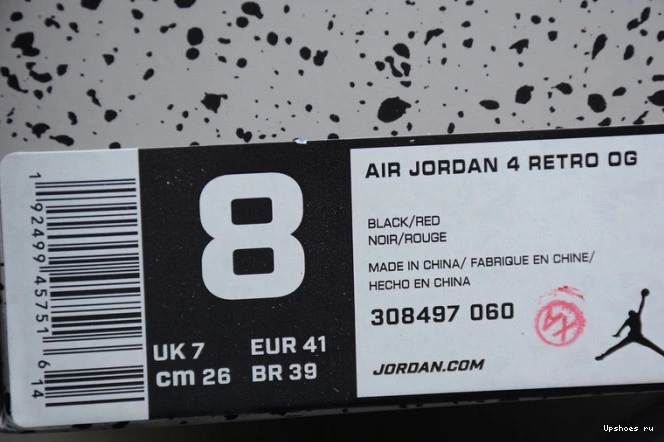 1 92499 45751 6 14
8
UK 7 EUR 41
cm 26 BR 39
AIR JORDAN 4 RETRO OG
BLACK/RED
NOIR/ROUGE
MADE IN CHINA/ FABRIQUE EN CHINE/
HECHO EN CHINA
308497 060
JORDAN.COM
Upshoes ru